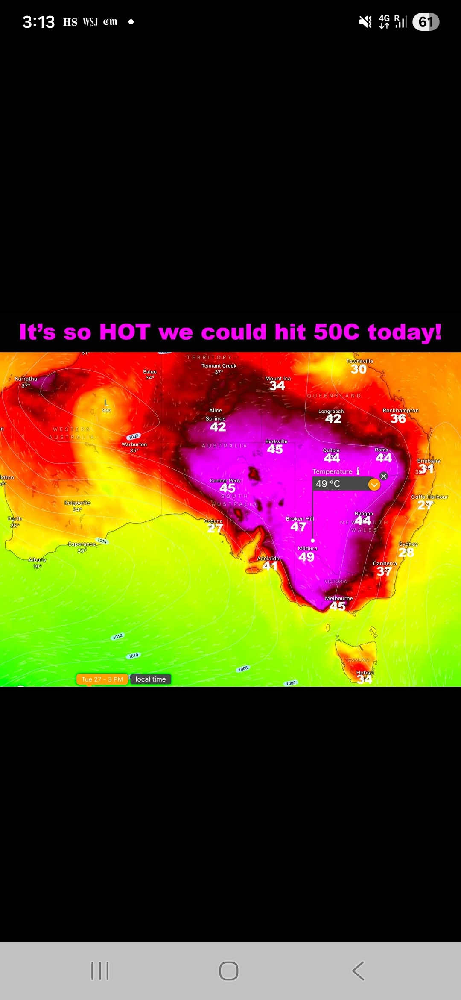 3:13 HS WSJ cm
4G R 61
It's so HOT we could hit 50C today!
TERRITORY
Tennant Creek
37°
Balgo
34°
Karratha
37°
Townsville
30
Mount Isa
34
QUEENSLAND
L
996
Alice
Springs
42
Longreach
42
Rockhampton
36
WESTERN
AUSTRALIA
1002
Warburton
35°
AUSTRALIA
Birdsville
45
Quilpie
44
Roma
44
Brisbane
31
Temperature
49 °C
ldton
4°
Coober Pedy
45
SOUTH
AUSTRALIA
Coffs Harbour
27
Kalgoorlie
24°
Perth
25°
Ceduna
27
Broken Hill
47
Nyngan
44
NEW SOUTH
WALES
1014
Esperance
20°
Mildura
49
Sydney
28
Albany
19°
Adelaide
41
Canberra
37
VICTORIA
Melbourne
45
1012
1010
1006
TASMANIA
Hobart
34
Tue 27 - 3 PM local time
1004